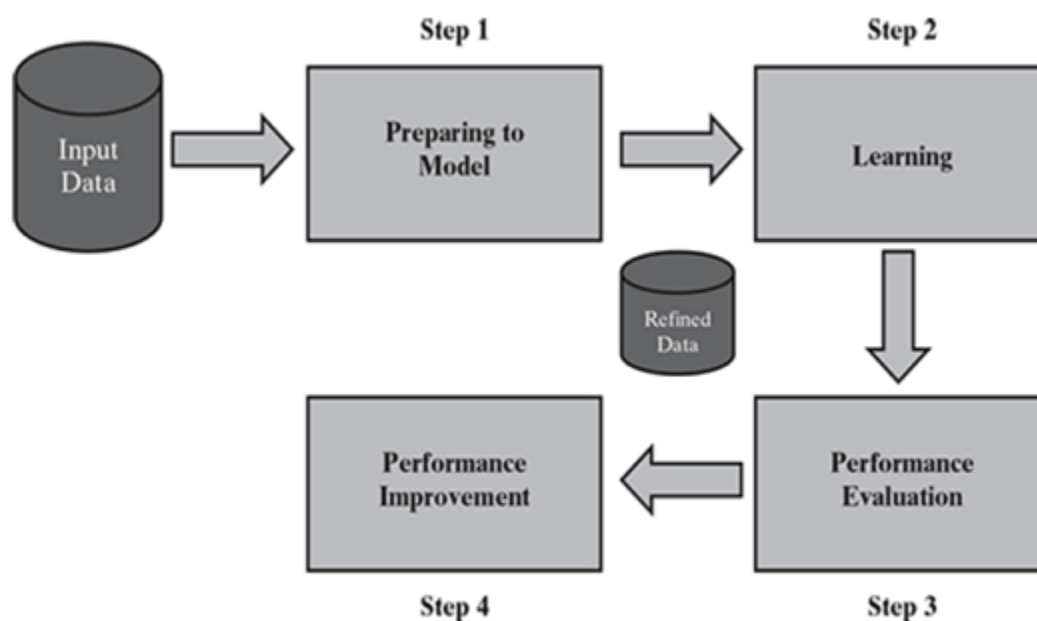 Step 1
Step 2
Input
Data
Preparing to
Model
Learning
Refined
Data
Performance
Improvement
Performance
Evaluation
Step 4
Step 3